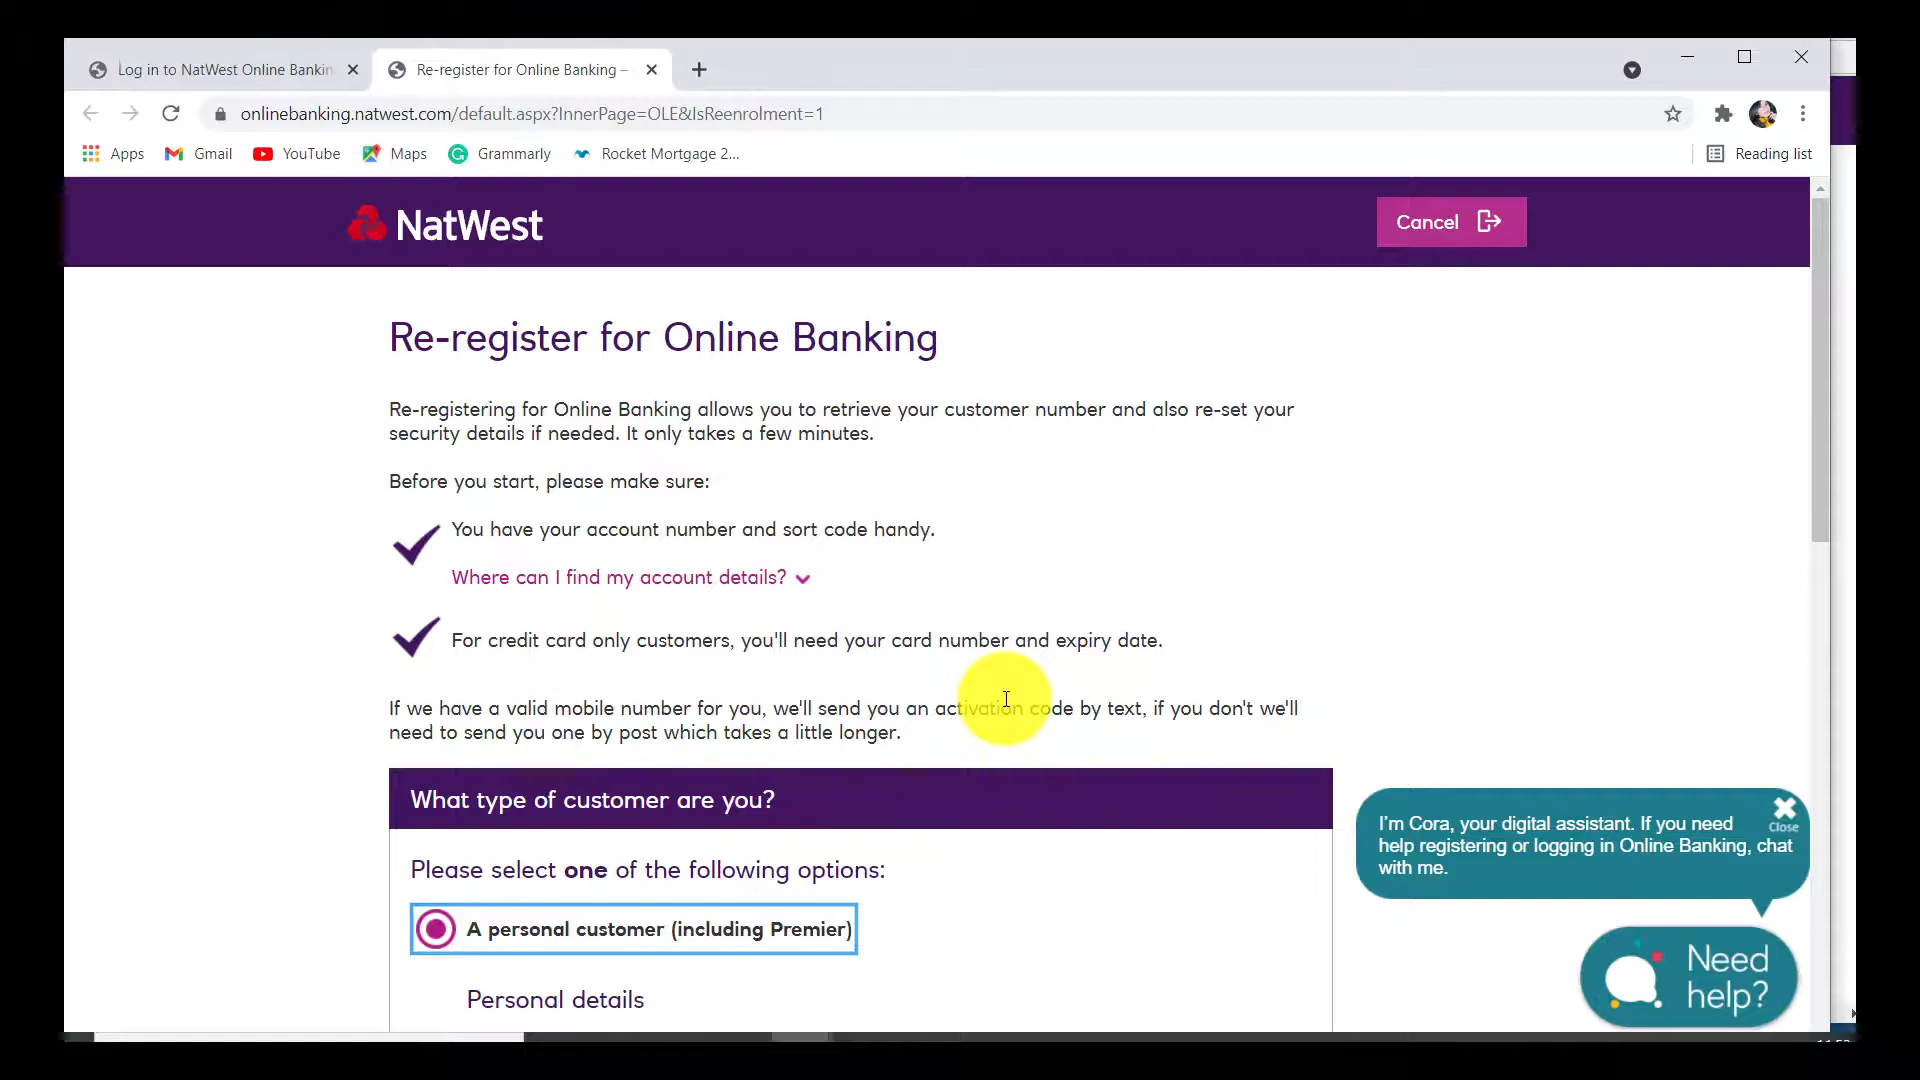 Log in to NatWest Online Bankin
Re-register for Online Banking –
onlinebanking.natwest.com/default.aspx?InnerPage=OLE&IsReenrolment=1
Apps Gmail YouTube Maps Grammarly Rocket Mortgage 2... Reading list
NatWest
Cancel
Re-register for Online Banking
Re-registering for Online Banking allows you to retrieve your customer number and also re-set your
security details if needed. It only takes a few minutes.
Before you start, please make sure:
You have your account number and sort code handy.
Where can I find my account details?
For credit card only customers, you'll need your card number and expiry date.
If we have a valid mobile number for you, we'll send you an activation code by text, if you don't we'll
need to send you one by post which takes a little longer.
What type of customer are you?
Please select one of the following options:
A personal customer (including Premier)
Personal details
Close
I'm Cora, your digital assistant. If you need
help registering or logging in Online Banking, chat
with me.
Need
help?